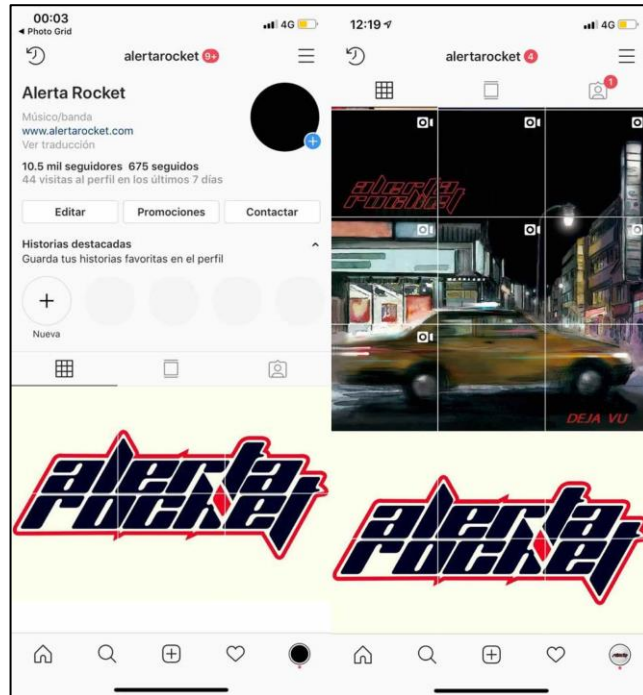 00:03
4G
Photo Grid
alertarocket 9+
Alerta Rocket
Músico/banda
www.alertarocket.com
Ver traducción
10.5 mil seguidores 675 seguidos
44 visitas al perfil en los últimos 7 días
Editar
Promociones
Contactar
Historias destacadas
Guarda tus historias favoritas en el perfil
Nueva
alerta
rocket
12:19
4G
alertarocket 4
1
alerta
rocket
DEJA VU
alerta
rocket